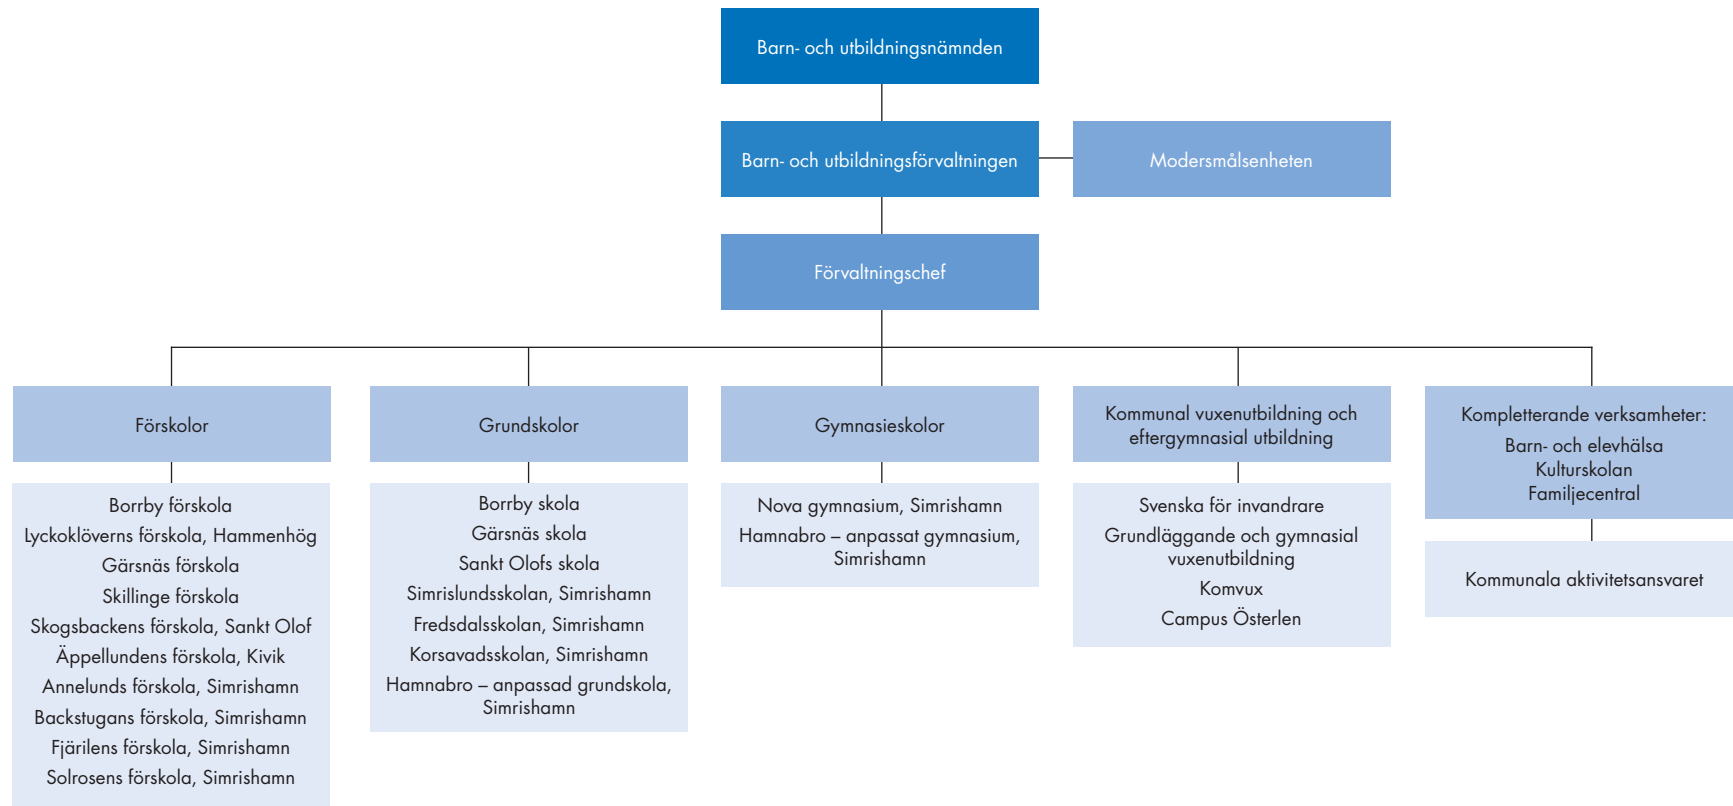 Barn- och utbildningsnämnden
Barn- och utbildningsförvaltningen
Modersmålsenheten
Förvaltningschef
Förskolor
Borrby förskola
Lyckoklöverns förskola, Hammenhög
Gärsnäs förskola
Skillinge förskola
Skogsbackens förskola, Sankt Olof
Äppellundens förskola, Kivik
Annelunds förskola, Simrishamn
Backstugans förskola, Simrishamn
Fjärilens förskola, Simrishamn
Solrosens förskola, Simrishamn
Grundskolor
Borrby skola
Gärsnäs skola
Sankt Olofs skola
Simrislundsskolan, Simrishamn
Fredsdalsskolan, Simrishamn
Korsavadsskolan, Simrishamn
Hamnabro – anpassad grundskola,
Simrishamn
Gymnasieskolor
Nova gymnasium, Simrishamn
Hamnabro – anpassat gymnasium,
Simrishamn
Kommunal vuxenutbildning och
eftergymnasial utbildning
Svenska för invandrare
Grundläggande och gymnasial
vuxenutbildning
Komvux
Campus Österlen
Kompletterande verksamheter:
Barn- och elevhälsa
Kulturskolan
Familjecentral
Kommunala aktivitetsansvaret